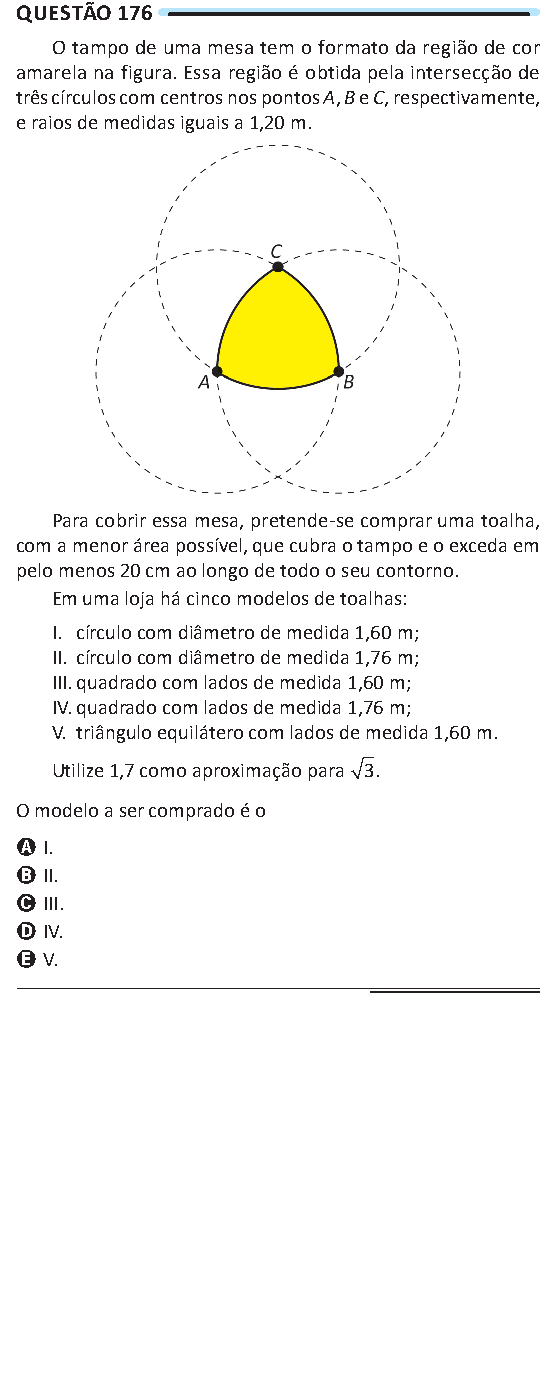 QUESTÃO 176
O tampo de uma mesa tem o formato da região de cor
amarela na figura. Essa região é obtida pela intersecção de
três círculos com centros nos pontos A, B e C, respectivamente,
e raios de medidas iguais a 1,20 m.
C
A
B
Para cobrir essa mesa, pretende-se comprar uma toalha,
com a menor área possível, que cubra o tampo e o exceda em
pelo menos 20 cm ao longo de todo o seu contorno.
Em uma loja há cinco modelos de toalhas:
I. círculo com diâmetro de medida 1,60 m;
II. círculo com diâmetro de medida 1,76 m;
III. quadrado com lados de medida 1,60 m;
IV. quadrado com lados de medida 1,76 m;
V. triângulo equilátero com lados de medida 1,60 m.
Utilize 1,7 como aproximação para √3.
O modelo a ser comprado é o
A I.
B II.
C III.
D IV.
E V.